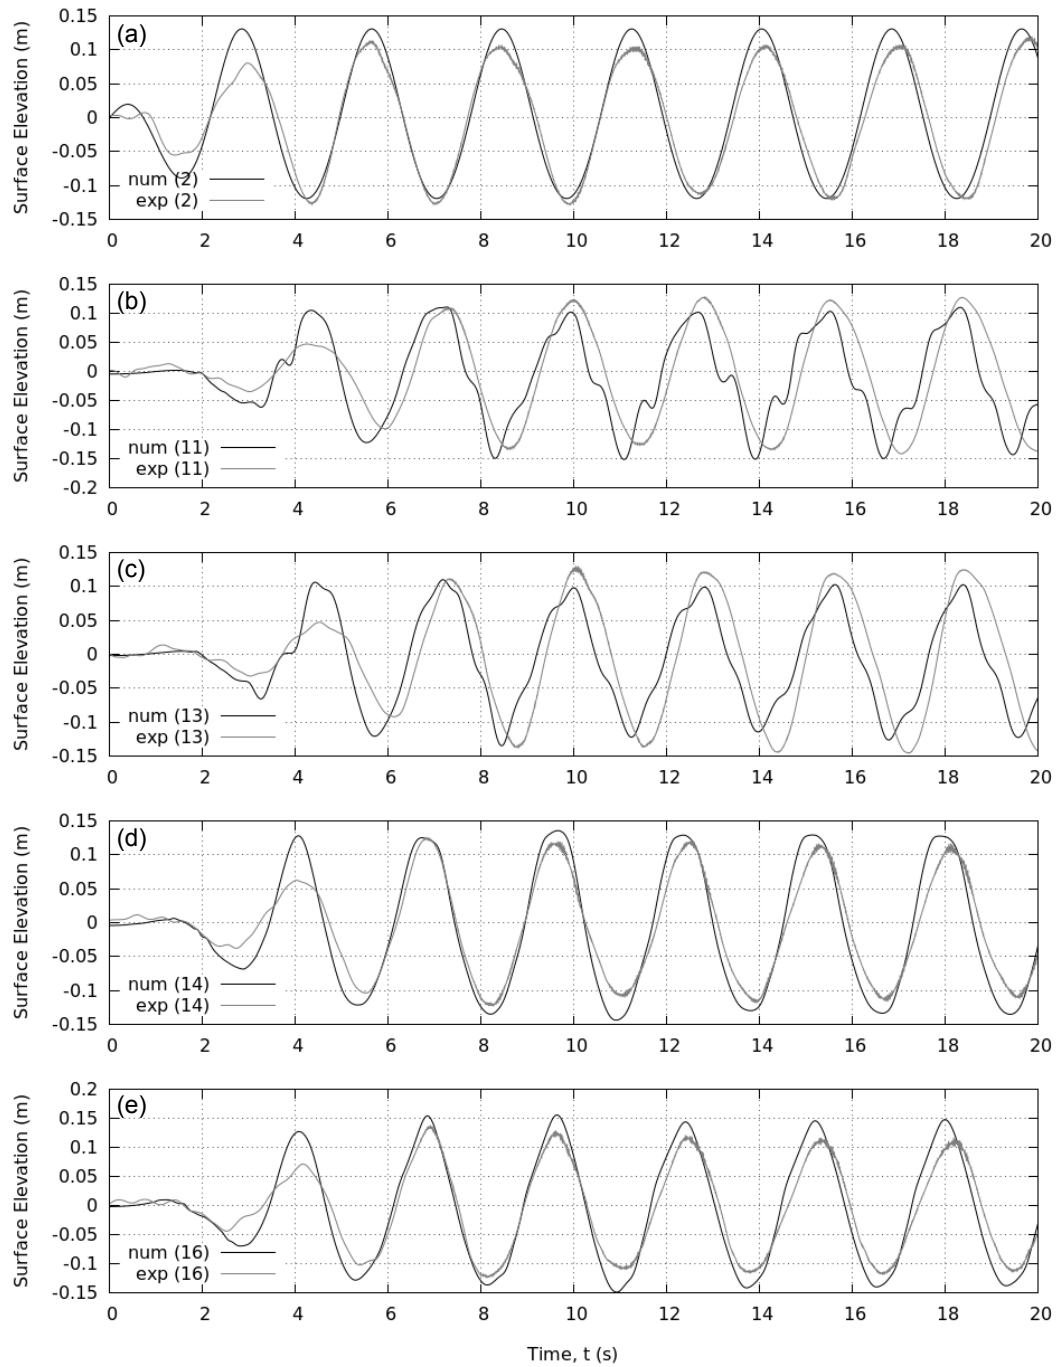 (a)
Surface Elevation (m)
0.15
0.1
0.05
0
-0.05
-0.1
-0.15
num (2)
exp (2)
0 2 4 6 8 10 12 14 16 18 20
(b)
Surface Elevation (m)
0.15
0.1
0.05
0
-0.05
-0.1
-0.15
-0.2
num (11)
exp (11)
0 2 4 6 8 10 12 14 16 18 20
(c)
Surface Elevation (m)
0.15
0.1
0.05
0
-0.05
-0.1
-0.15
num (13)
exp (13)
0 2 4 6 8 10 12 14 16 18 20
(d)
Surface Elevation (m)
0.15
0.1
0.05
0
-0.05
-0.1
-0.15
num (14)
exp (14)
0 2 4 6 8 10 12 14 16 18 20
(e)
Surface Elevation (m)
0.2
0.15
0.1
0.05
0
-0.05
-0.1
-0.15
num (16)
exp (16)
0 2 4 6 8 10 12 14 16 18 20
Time, t (s)